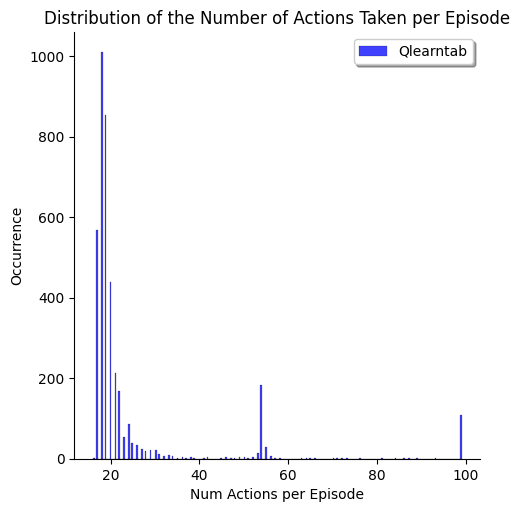 Distribution of the Number of Actions Taken per Episode
Qlearntab
1000
800
600
400
200
0
Occurrence
20 40 60 80 100
Num Actions per Episode